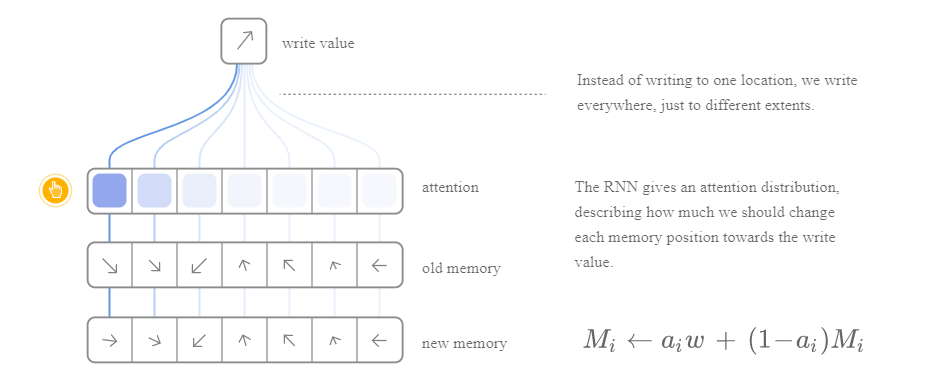 write value
Instead of writing to one location, we write
everywhere, just to different extents.
attention
The RNN gives an attention distribution,
describing how much we should change
each memory position towards the write
value.
old memory
new memory
M_i ← a_i w + (1−a_i)M_i